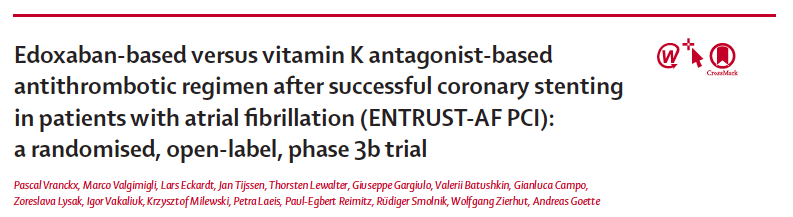 Edoxaban-based versus vitamin K antagonist-based
antithrombotic regimen after successful coronary stenting
in patients with atrial fibrillation (ENTRUST-AF PCI):
a randomised, open-label, phase 3b trial
W
CrossMark
Pascal Vranckx, Marco Valgimigli, Lars Eckardt, Jan Tijssen, Thorsten Lewalter, Giuseppe Gargiulo, Valerii Batushkin, Gianluca Campo,
Zoreslava Lysak, Igor Vakaliuk, Krzysztof Milewski, Petra Laeis, Paul-Egbert Reimitz, Rüdiger Smolnik, Wolfgang Zierhut, Andreas Goette